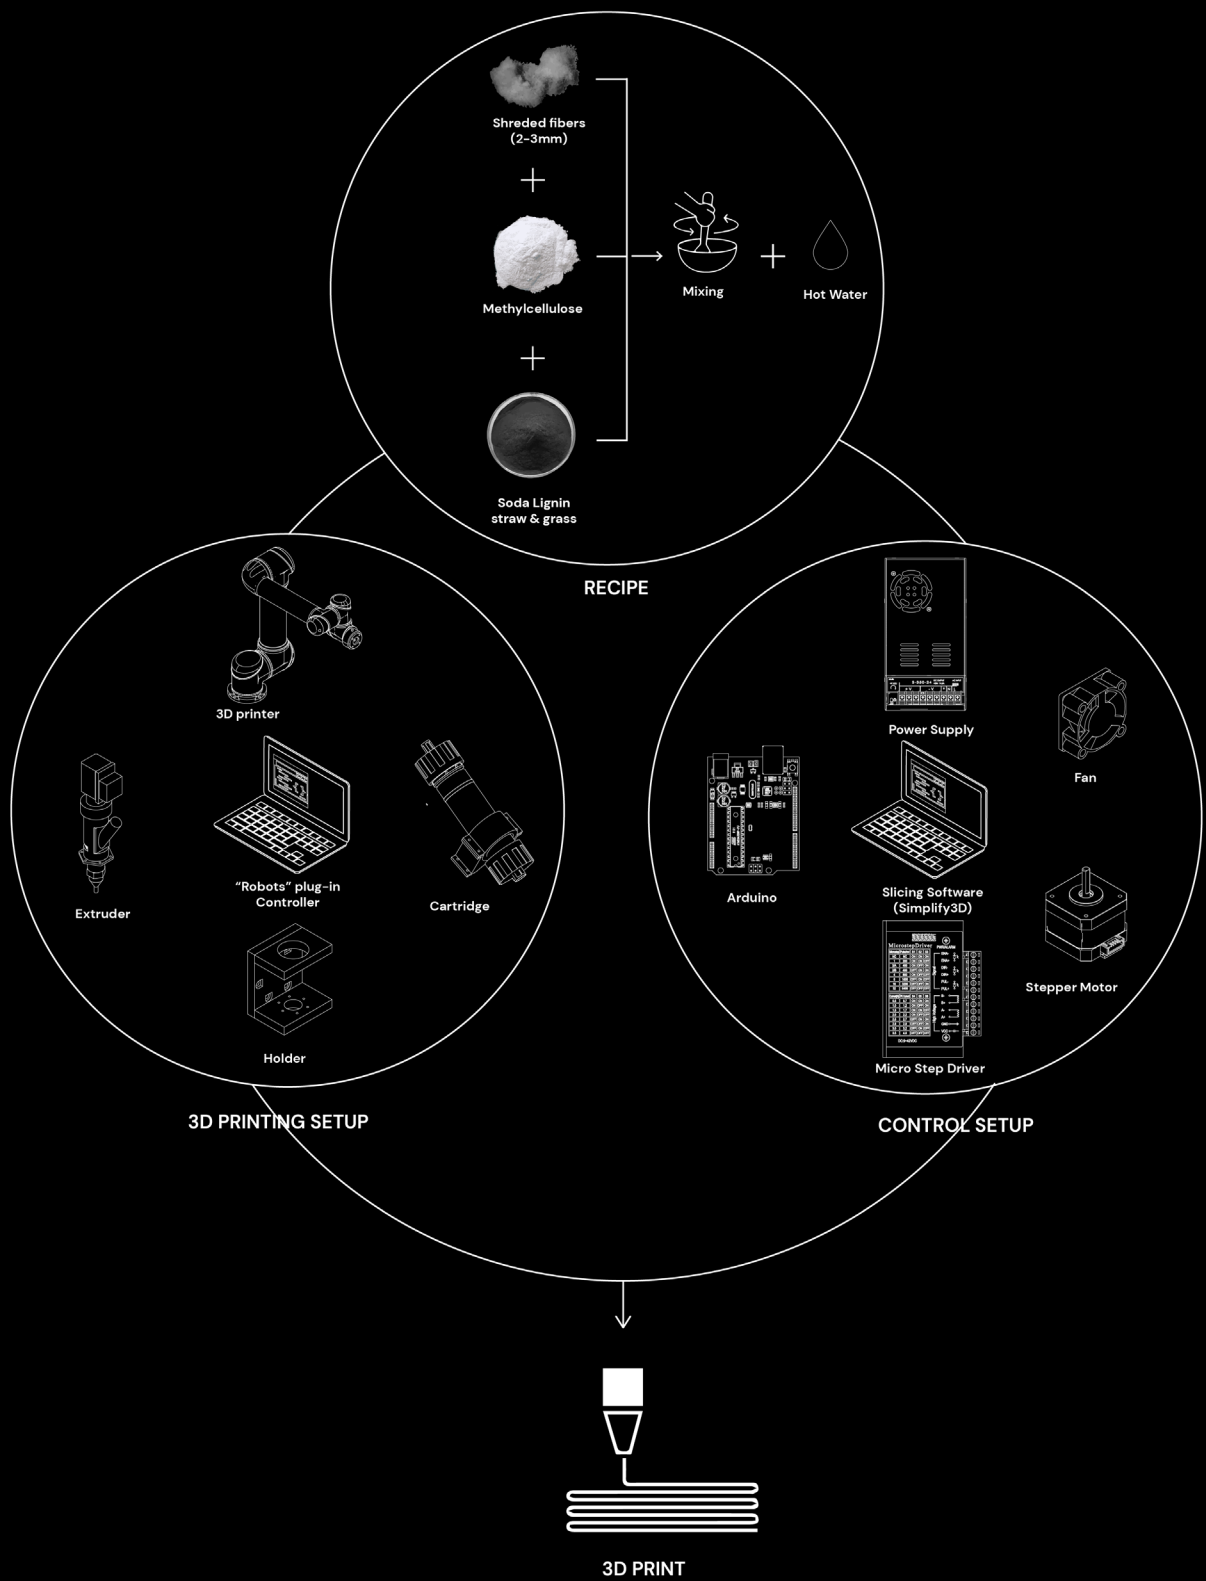 Shreded fibers
(2-3mm)
Methylcellulose
Mixing
Hot Water
Soda Lignin
straw & grass
RECIPE
3D printer
Extruder
“Robots” plug-in
Controller
Cartridge
Holder
3D PRINTING SETUP
Power Supply
Fan
Arduino
Slicing Software
(Simplify3D)
Stepper Motor
MicrostepDriver
Micro Step Driver
CONTROL SETUP
3D PRINT